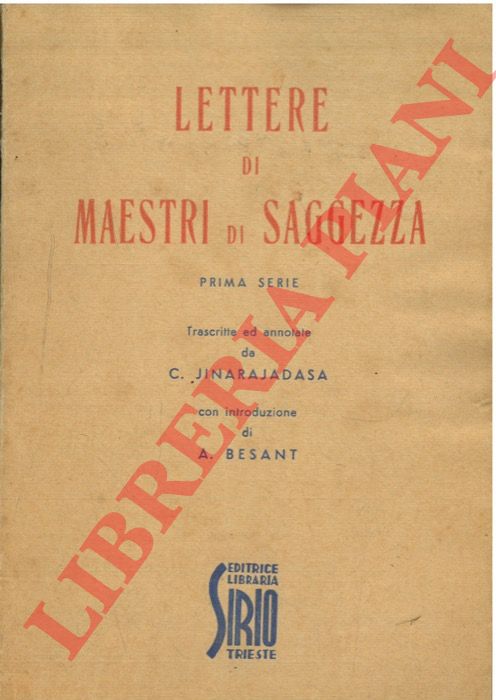 LETTERE
DI
MAESTRI DI SAGGEZZA
PRIMA SERIE
Trascritte ed annotate
da
C. JINARAJADASA
con introduzione
di
A. BESANT
EDITRICE
LIBRARIA
SIRIO
TRIESTE
LIBRERIA PIANI